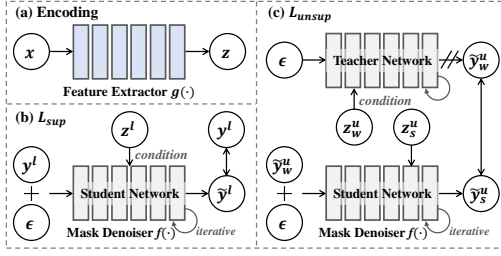 (a) Encoding
x
z
Feature Extractor g(·)
(b) L_sup
z^l
y^l
condition
y^l
+
ϵ
Student Network
ỹ^l
Mask Denoiser f(·)
iterative
(c) L_unsup
ϵ
Teacher Network
ỹ_w^u
condition
z_w^u
z_s^u
ỹ_w^u
+
ϵ
Student Network
ỹ_s^u
Mask Denoiser f(·)
iterative